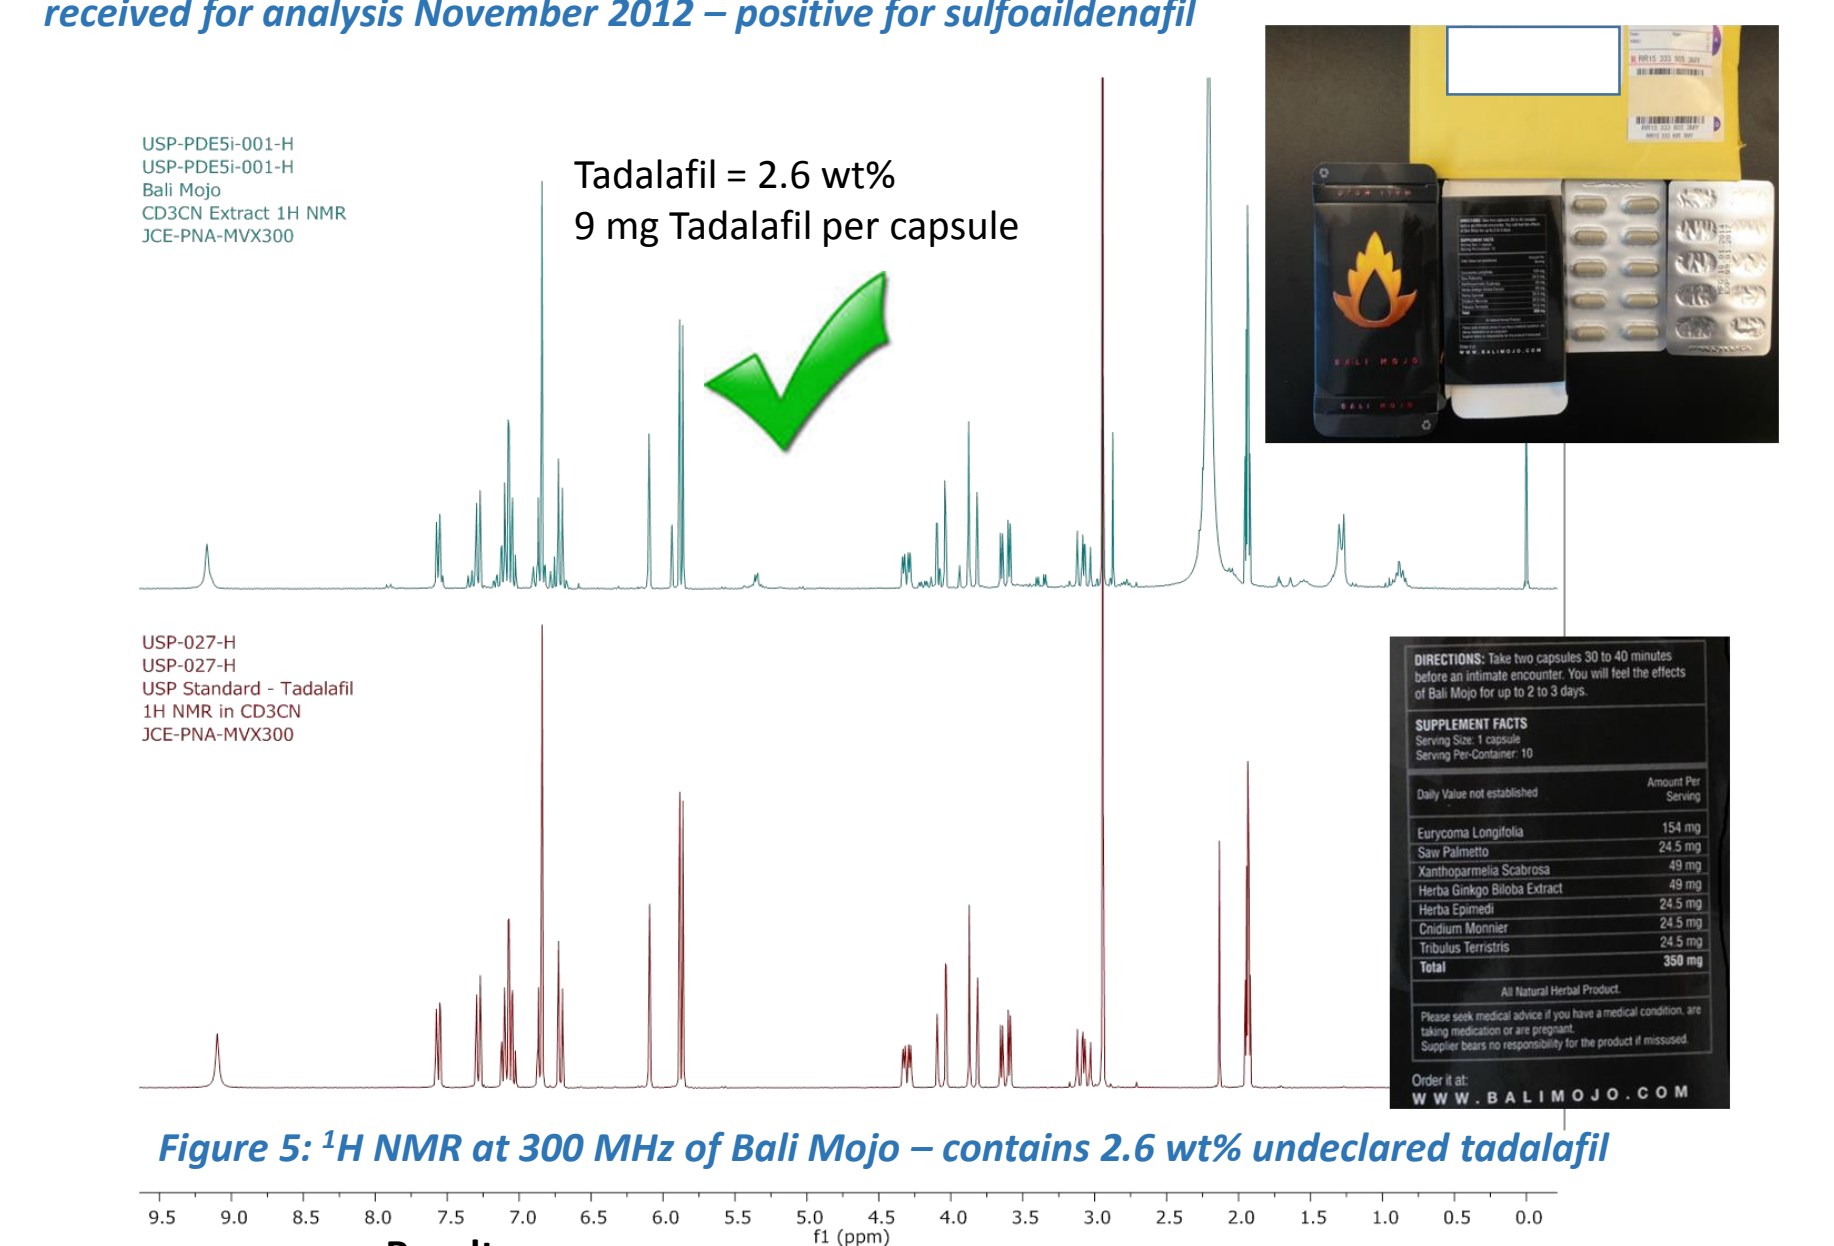 received for analysis November 2012 – positive for sulfoaildenafil
USP-PDE5i-001-H
USP-PDE5i-001-H
Bali Mojo
CD3CN Extract 1H NMR
JCE-PNA-MVX300
Tadalafil = 2.6 wt%
9 mg Tadalafil per capsule
RR15 333 805 3MY
BALI MOJO
BALI MOJO
WWW.BALIMOJO.COM
USP-027-H
USP-027-H
USP Standard - Tadalafil
1H NMR in CD3CN
JCE-PNA-MVX300
DIRECTIONS: Take two capsules 30 to 40 minutes
before an intimate encounter. You will feel the effects
of Bali Mojo for up to 2 to 3 days.
SUPPLEMENT FACTS
Serving Size: 1 capsule
Serving Per-Container: 10
Amount Per
Daily Value not established Serving
Eurycoma Longifolia 154 mg
Saw Palmetto 24.5 mg
Xanthoparmelia Scabrosa 49 mg
Herba Ginkgo Biloba Extract 49 mg
Herba Epimedi 24.5 mg
Cnidium Monnier 24.5 mg
Tribulus Terristris 24.5 mg
Total 350 mg
All Natural Herbal Product.
Please seek medical advice if you have a medical condition, are
taking medication or are pregnant.
Supplier bears no responsibility for the product if missused.
Order it at:
WWW.BALIMOJO.COM
Figure 5: ¹H NMR at 300 MHz of Bali Mojo – contains 2.6 wt% undeclared tadalafil
9.5 9.0 8.5 8.0 7.5 7.0 6.5 6.0 5.5 5.0 4.5 4.0 3.5 3.0 2.5 2.0 1.5 1.0 0.5 0.0
f1 (ppm)